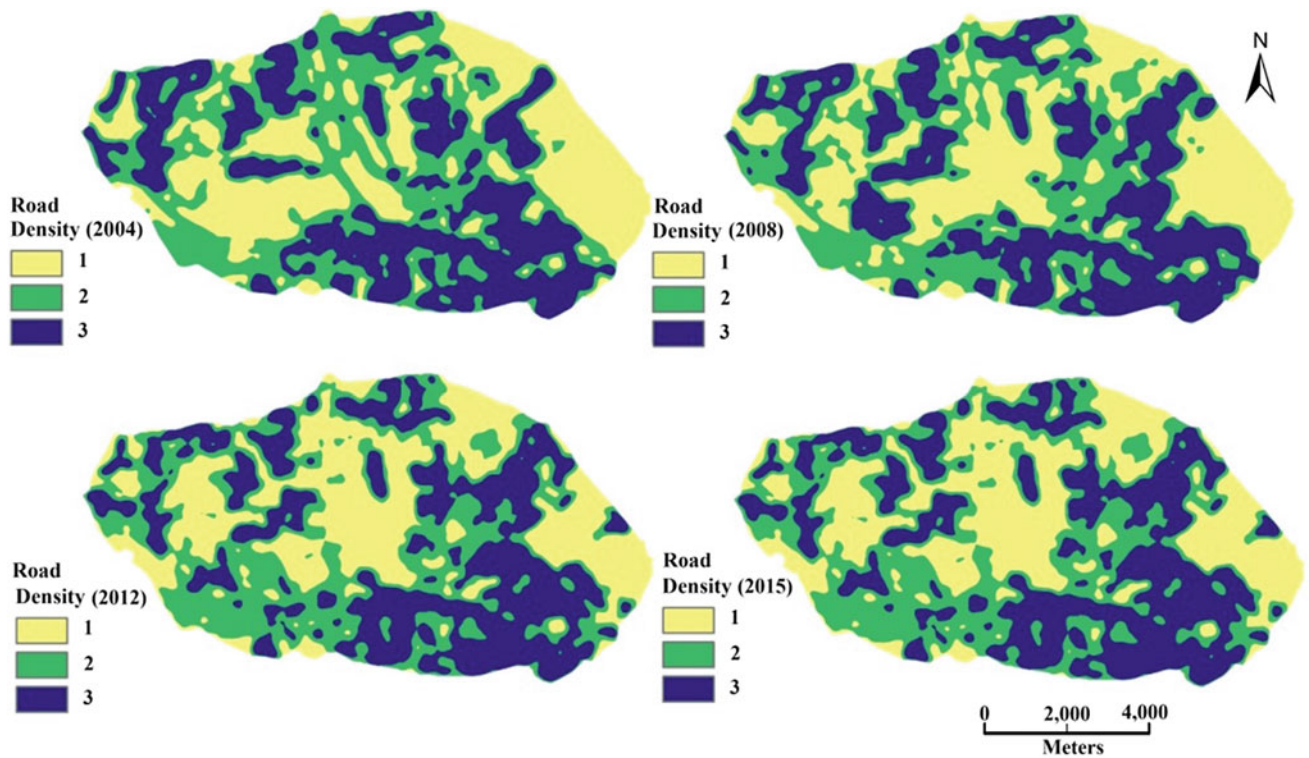 N
Road
Density (2004)
1
2
3
Road
Density (2008)
1
2
3
Road
Density (2012)
1
2
3
Road
Density (2015)
1
2
3
0 2,000 4,000
Meters